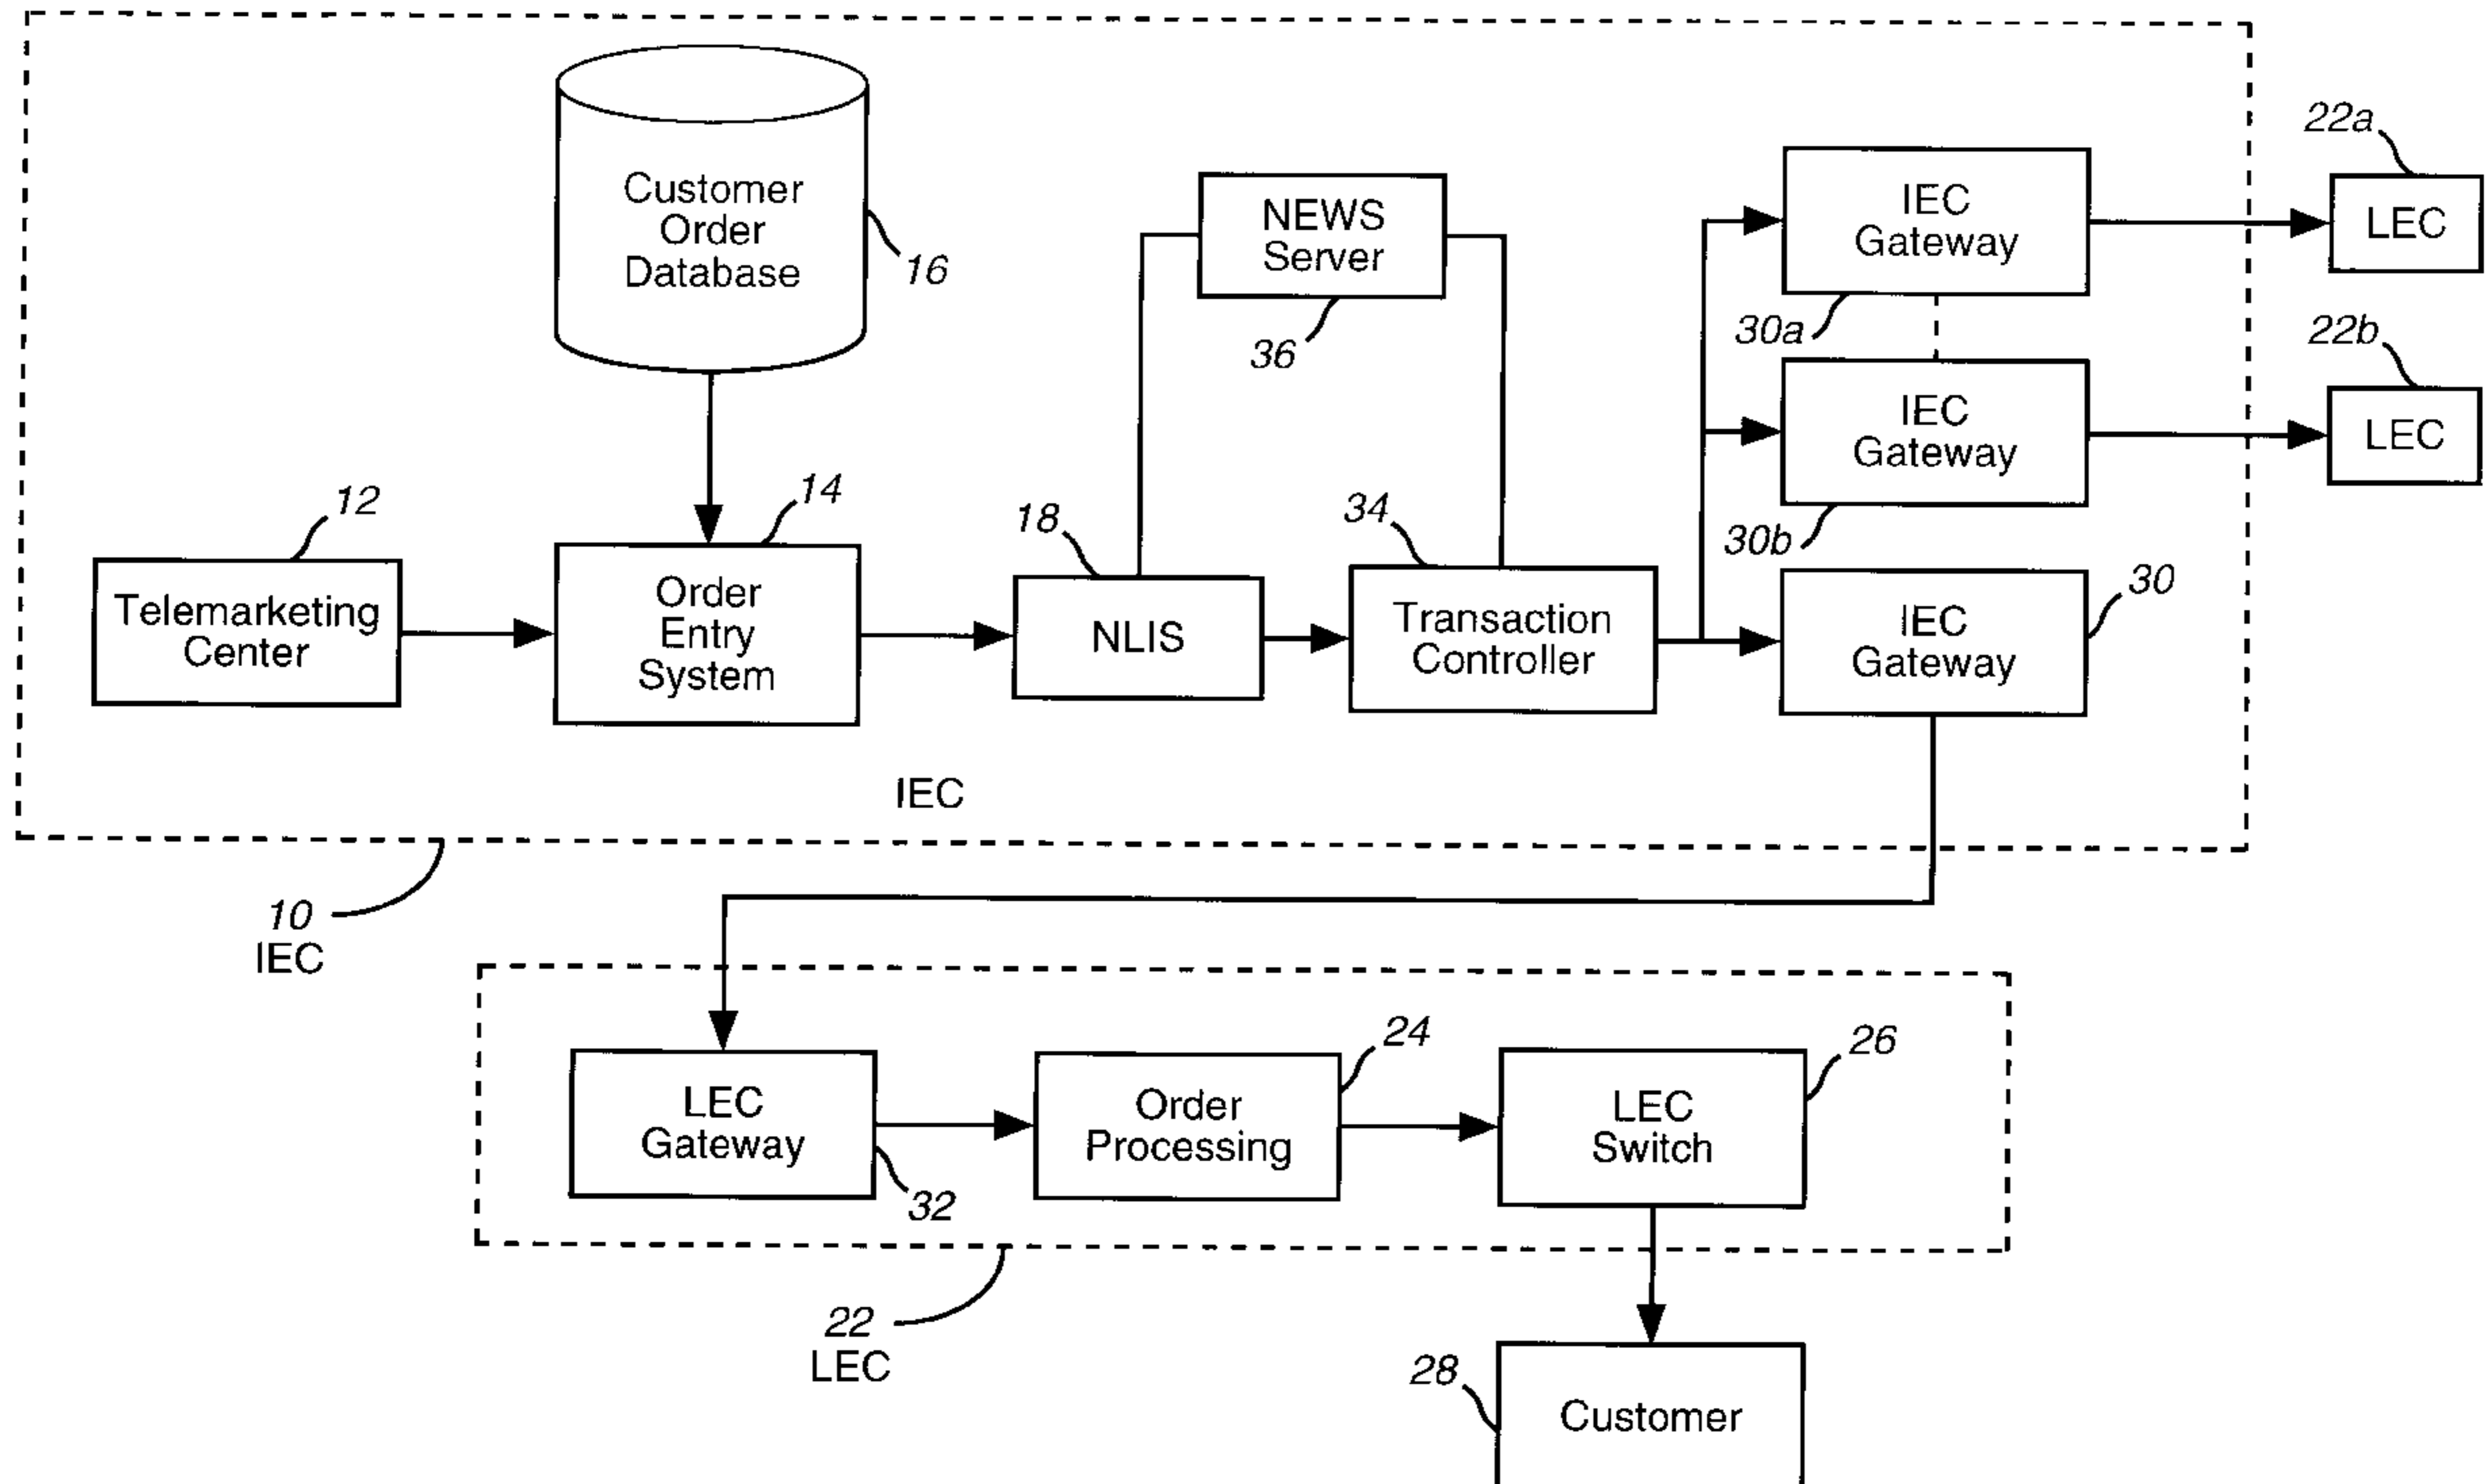 22a
Customer
Order
Database
16
NEWS
Server
36
IEC
Gateway
30a
LEC
22b
IEC
Gateway
30b
LEC
12
14
18
34
30
Telemarketing
Center
Order
Entry
System
NLIS
Transaction
Controller
IEC
Gateway
IEC
10
IEC
LEC
Gateway
32
Order
Processing
24
LEC
Switch
26
22
LEC
28
Customer